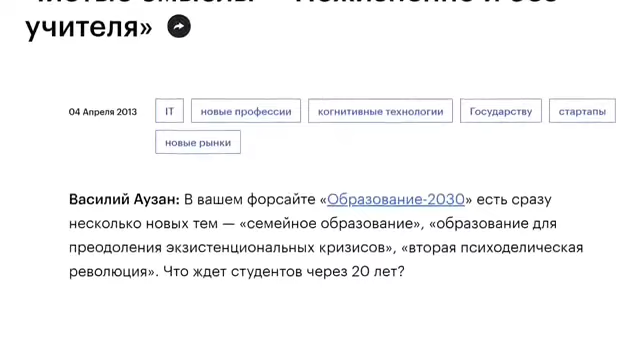 учителя»
04 Апреля 2013 IT новые профессии когнитивные технологии Государству стартапы
новые рынки
Василий Аузан: В вашем форсайте «Образование-2030» есть сразу
несколько новых тем — «семейное образование», «образование для
преодоления экзистенциональных кризисов», «вторая психоделическая
революция». Что ждет студентов через 20 лет?